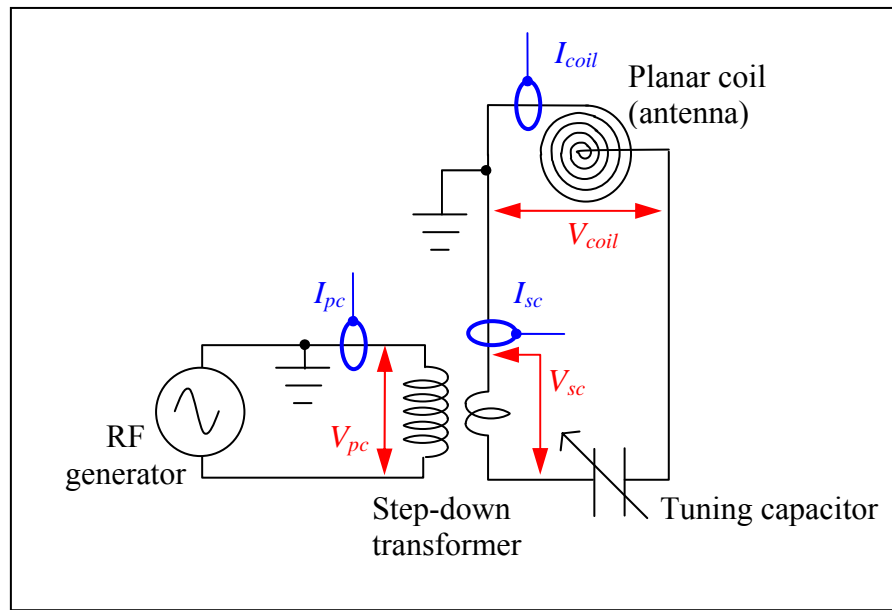 I_coil
Planar coil
(antenna)
V_coil
I_pc
I_sc
V_sc
V_pc
RF
generator
Step-down
transformer
Tuning capacitor